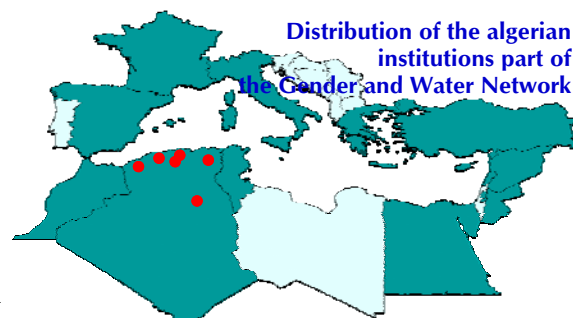 Distribution of the algerian
institutions part of
the Gender and Water Network